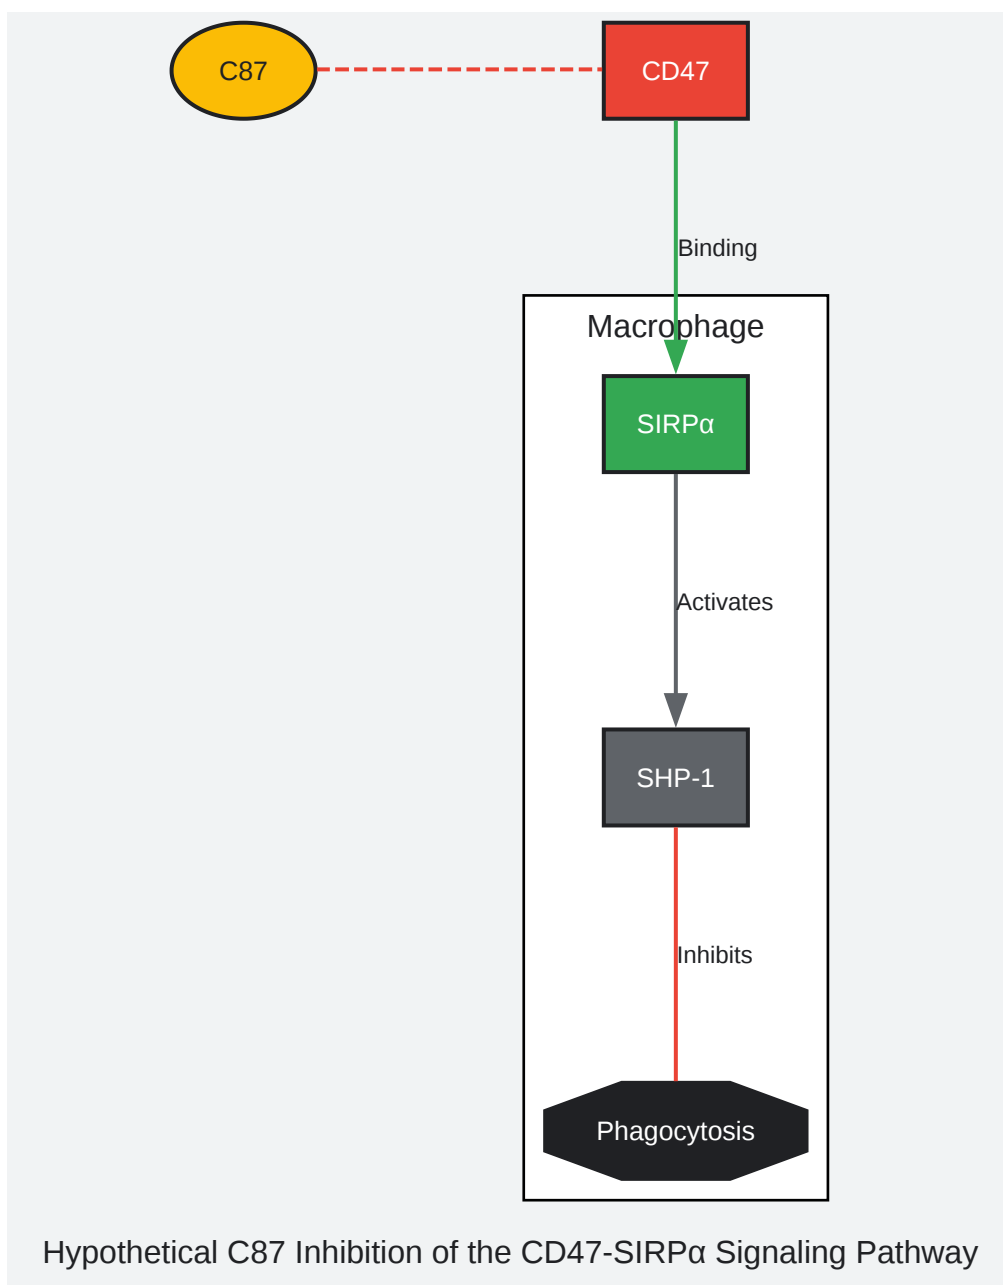 C87
CD47
Binding
Macrophage
SIRPα
Activates
SHP-1
Inhibits
Phagocytosis
Hypothetical C87 Inhibition of the CD47-SIRPα Signaling Pathway